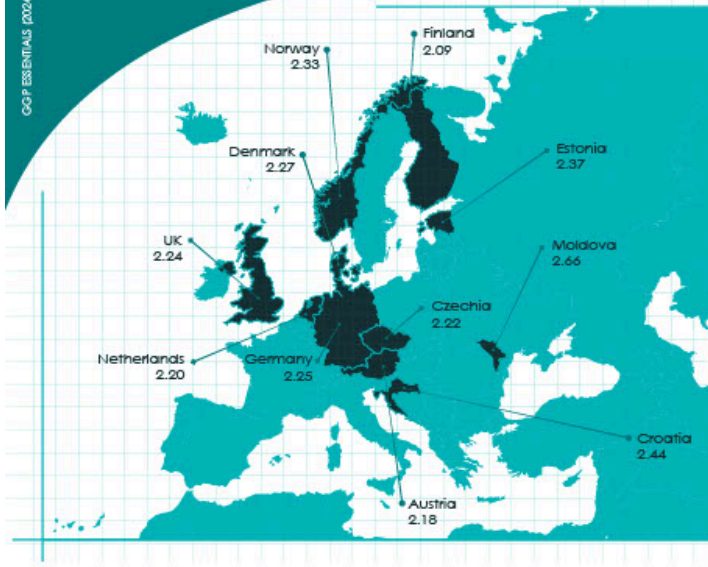 GGP ESSENTIALS (2024
Finland
2.09
Norway
2.33
Denmark
2.27
Estonia
2.37
UK
2.24
Moldova
2.66
Czechia
2.22
Netherlands
2.20
Germany
2.25
Croatia
2.44
Austria
2.18